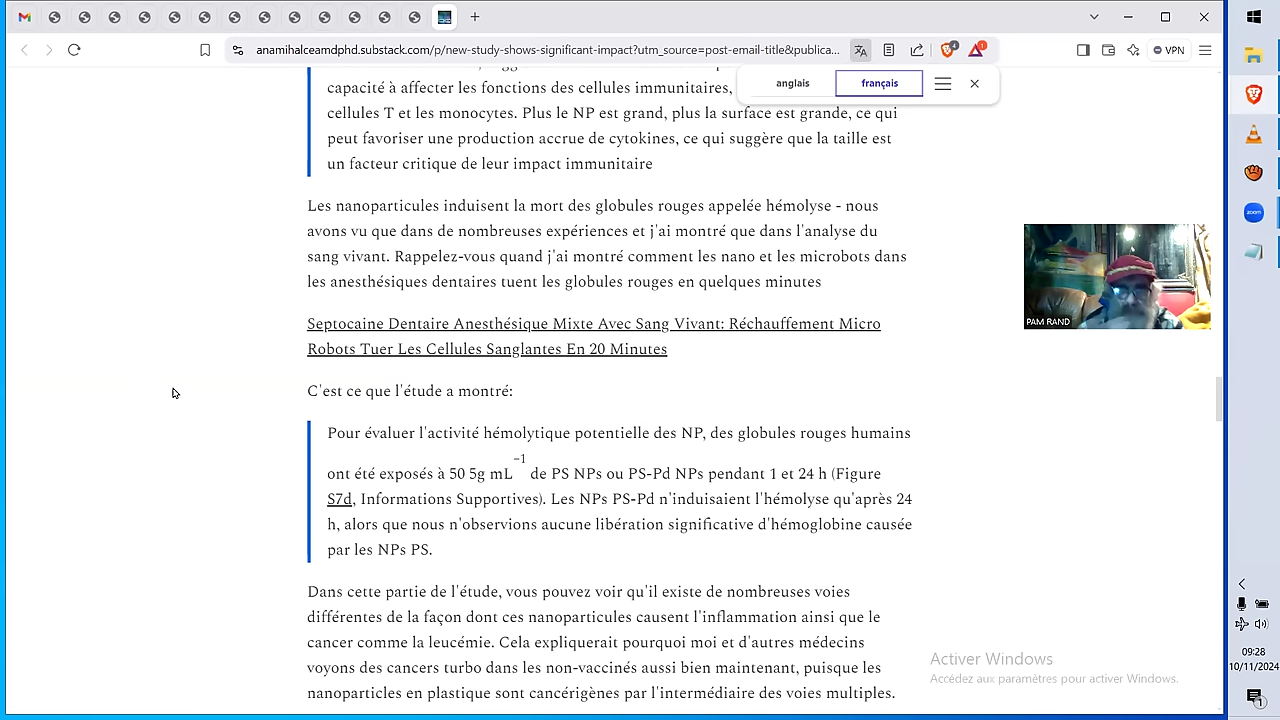 anamihalceamdphd.substack.com/p/new-study-shows-significant-impact?utm_source=post-email-title&publica...
4
1
VPN
anglais
français
capacité à affecter les fonctions des cellules immunitaires,
cellules T et les monocytes. Plus le NP est grand, plus la surface est grande, ce qui
peut favoriser une production accrue de cytokines, ce qui suggère que la taille est
un facteur critique de leur impact immunitaire
Les nanoparticules induisent la mort des globules rouges appelée hémolyse - nous
avons vu que dans de nombreuses expériences et j'ai montré que dans l'analyse du
sang vivant. Rappelez-vous quand j'ai montré comment les nano et les microbots dans
les anesthésiques dentaires tuent les globules rouges en quelques minutes
Septocaine Dentaire Anesthésique Mixte Avec Sang Vivant: Réchauffement Micro
Robots Tuer Les Cellules Sanglantes En 20 Minutes
C'est ce que l'étude a montré:
Pour évaluer l'activité hémolytique potentielle des NP, des globules rouges humains
ont été exposés à 50 5g mL−1 de PS NPs ou PS-Pd NPs pendant 1 et 24 h (Figure
S7d, Informations Supportives). Les NPs PS-Pd n'induisaient l'hémolyse qu'après 24
h, alors que nous n'observions aucune libération significative d'hémoglobine causée
par les NPs PS.
Dans cette partie de l'étude, vous pouvez voir qu'il existe de nombreuses voies
différentes de la façon dont ces nanoparticules causent l'inflammation ainsi que le
cancer comme la leucémie. Cela expliquerait pourquoi moi et d'autres médecins
voyons des cancers turbo dans les non-vaccinés aussi bien maintenant, puisque les
nanoparticles en plastique sont cancérigènes par l'intermédiaire des voies multiples.
PAM RAND
Activer Windows
Accédez aux paramètres pour activer Windows.
zoom
09:28
10/11/2024
1